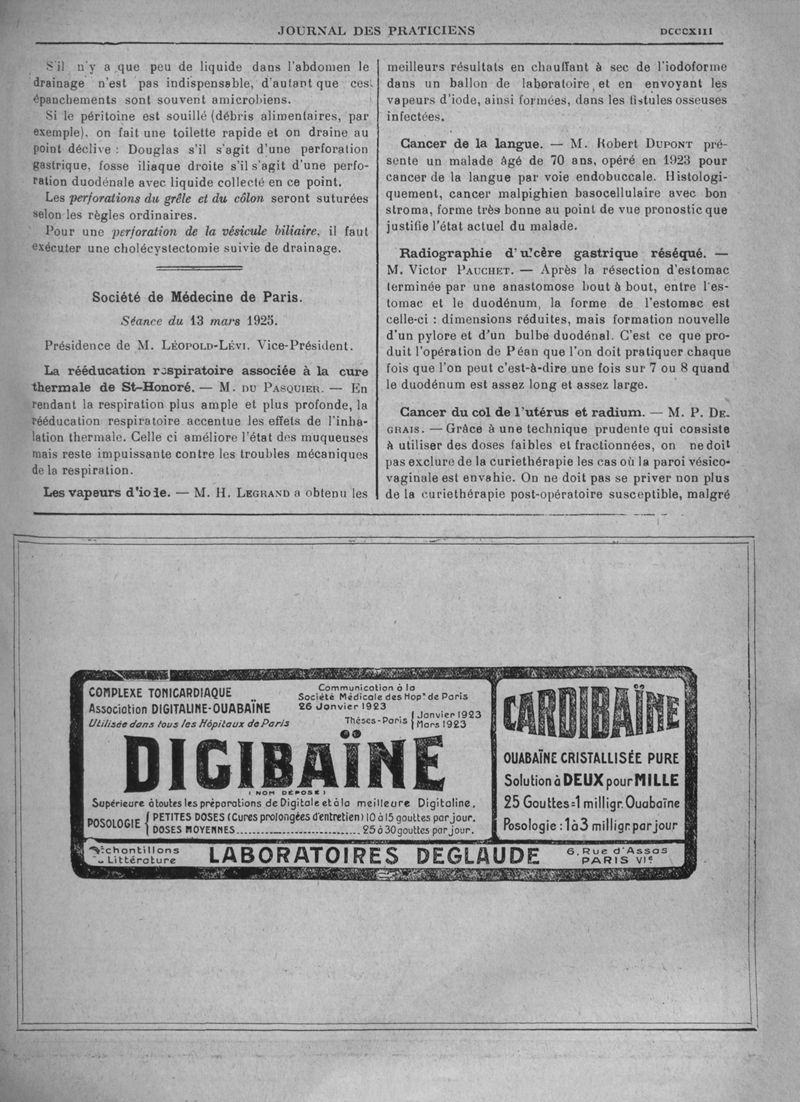 JOURNAL DES PRATICIENS
DCCCXIII
S'il n'y a que peu de liquide dans l'abdomen le
drainage n'est pas indispensable, d'autant que ces
épanchements sont souvent amicrobiens.
Si le péritoine est souillé (débris alimentaires, par
exemple), on fait une toilette rapide et on draine au
point déclive : Douglas s'il s'agit d'une perforation
gastrique, fosse iliaque droite s'il s'agit d'une perfo-
ration duodénale avec liquide collecté en ce point.
Les perforations du grêle et du côlon seront suturées
selon les règles ordinaires.
Pour une perforation de la vésicule biliaire, il faut
exécuter une cholécystectomie suivie de drainage.
Société de Médecine de Paris.
Séance du 13 mars 1925.
Présidence de M. LÉOPOLD-LÉVI. Vice-Président.
La rééducation respiratoire associée à la cure
thermale de St-Honoré. — M. DU PASQUIER. — En
rendant la respiration plus ample et plus profonde, la
rééducation respiratoire accentue les effets de l'inha-
lation thermale. Celle ci améliore l'état des muqueuses
mais reste impuissante contre les troubles mécaniques
de la respiration.
Les vapeurs d'iode. — M. H. LEGRAND a obtenu les
meilleurs résultats en chauffant à sec de l'iodoforme
dans un ballon de laboratoire et en envoyant les
vapeurs d'iode, ainsi formées, dans les fistules osseuses
infectées.
Cancer de la langue. — M. Robert DUPONT pré-
sente un malade âgé de 70 ans, opéré en 1923 pour
cancer de la langue par voie endobuccale. Histologi-
quement, cancer malpighien basocellulaire avec bon
stroma, forme très bonne au point de vue pronostic que
justifie l'état actuel du malade.
Radiographie d'ulcère gastrique réséqué. —
M. Victor PAUCHET. — Après la résection d'estomac
terminée par une anastomose bout à bout, entre l'es-
tomac et le duodénum, la forme de l'estomac est
celle-ci : dimensions réduites, mais formation nouvelle
d'un pylore et d'un bulbe duodénal. C'est ce que pro-
duit l'opération de Péan que l'on doit pratiquer chaque
fois que l'on peut c'est-à-dire une fois sur 7 ou 8 quand
le duodénum est assez long et assez large.
Cancer du col de l'utérus et radium. — M. P. DE-
GRAIS. — Grâce à une technique prudente qui consiste
à utiliser des doses faibles et fractionnées, on ne doit
pas exclure de la curiethérapie les cas où la paroi vésico-
vaginale est envahie. On ne doit pas se priver non plus
de la curiethérapie post-opératoire susceptible, malgré
COMPLEXE TONICARDIAQUE
Association DIGITALINE-OUABAÏNE
Utilisée dans tous les Hôpitaux de Paris
Communication à la
Société Médicale des Hop.^x de Paris
26 Janvier 1923
Thèses-Paris { Janvier 1923
Mars 1923
DIGIBAÏNE
(NOM DÉPOSÉ)
Supérieure à toutes les préparations de Digitale et à la meilleure Digitaline.
POSOLOGIE { PETITES DOSES (Cures prolongées d'entretien) 10 à 15 gouttes par jour.
DOSES MOYENNES............ 25 à 30 gouttes par jour.
CARDIBAÏNE
OUABAÏNE CRISTALLISÉE PURE
Solution à DEUX pour MILLE
25 Gouttes = 1 milligr. Ouabaïne
Posologie : 1 à 3 milligr. par jour
Echantillons
Littérature
LABORATOIRES DEGLAUDE
6, Rue d'Assas
PARIS VIᵉ